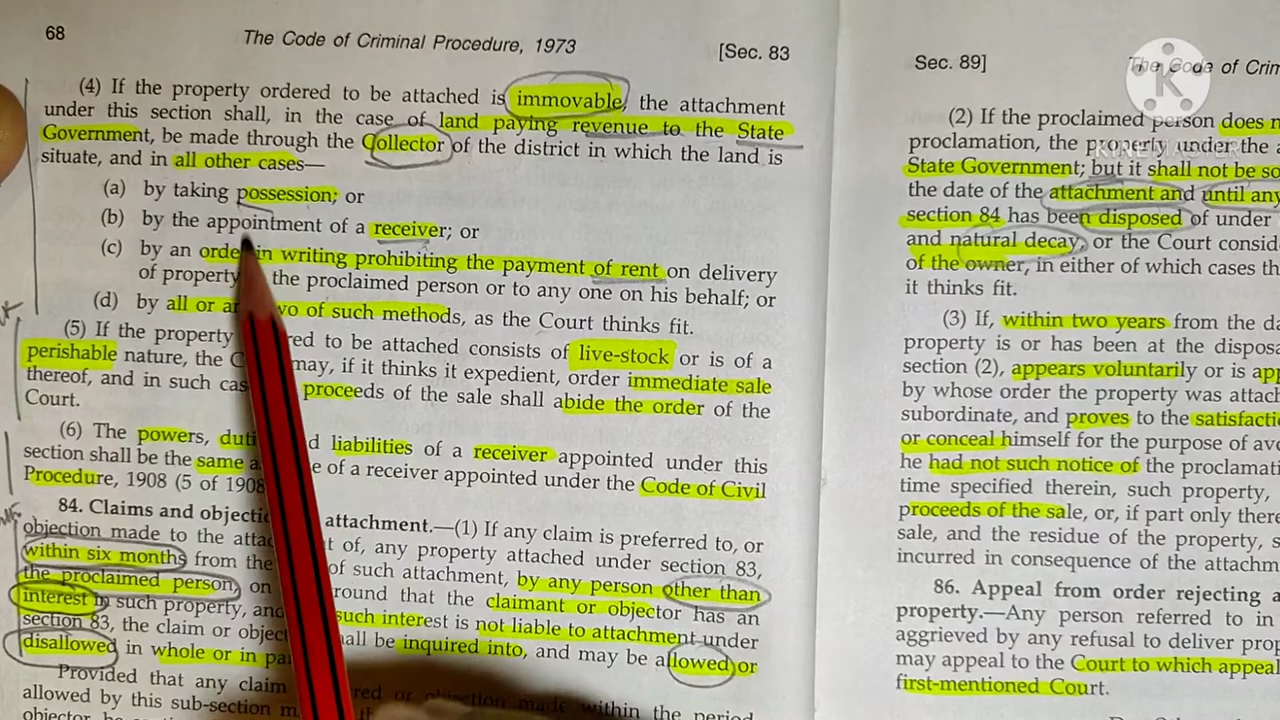 68 The Code of Criminal Procedure, 1973 [Sec. 83
(4) If the property ordered to be attached is immovable, the attachment
under this section shall, in the case of land paying revenue to the State
Government, be made through the Collector of the district in which the land is
situate, and in all other cases—
(a) by taking possession; or
(b) by the appointment of a receiver; or
(c) by an order in writing prohibiting the payment of rent on delivery
of property the proclaimed person or to any one on his behalf; or
(d) by all or of such methods, as the Court thinks fit.
(5) If the property to be attached consists of live-stock or is of a
perishable nature, the may, if it thinks it expedient, order immediate sale
thereof, and in such proceeds of the sale shall abide the order of the
Court.
(6) The powers, liabilities of a receiver appointed under this
section shall be the same of a receiver appointed under the Code of Civil
Procedure, 1908 (5 of 1908
84. Claims and attachment.—(1) If any claim is preferred to, or
objection made to the of, any property attached under section 83,
within six months from the of such attachment, by any person other than
the proclaimed person, on that the claimant or objector has an
interest in such property, such interest is not liable to attachment under
section 83, the claim or be inquired into, and may be allowed or
disallowed in whole or in
Provided that any claim or objection made within the period
allowed by this sub-section
Sec. 89] The Code of Crim
(2) If the proclaimed person does
proclamation, the property under the
State Government; but it shall not be
the date of the attachment and until any
section 84 has been disposed of under
and natural decay, or the Court
of the owner, in either of which cases
it thinks fit.
(3) If, within two years from the
property is or has been at the
section (2), appears voluntarily or is
by whose order the property was
subordinate, and proves to the
or conceal himself for the purpose of
he had not such notice of the
time specified therein, such property,
proceeds of the sale, or, if part only
sale, and the residue of the property,
incurred in consequence of the
86. Appeal from order rejecting
property.—Any person referred to in
aggrieved by any refusal to deliver
may appeal to the Court to which
first-mentioned Court.
K
KINEMASTER